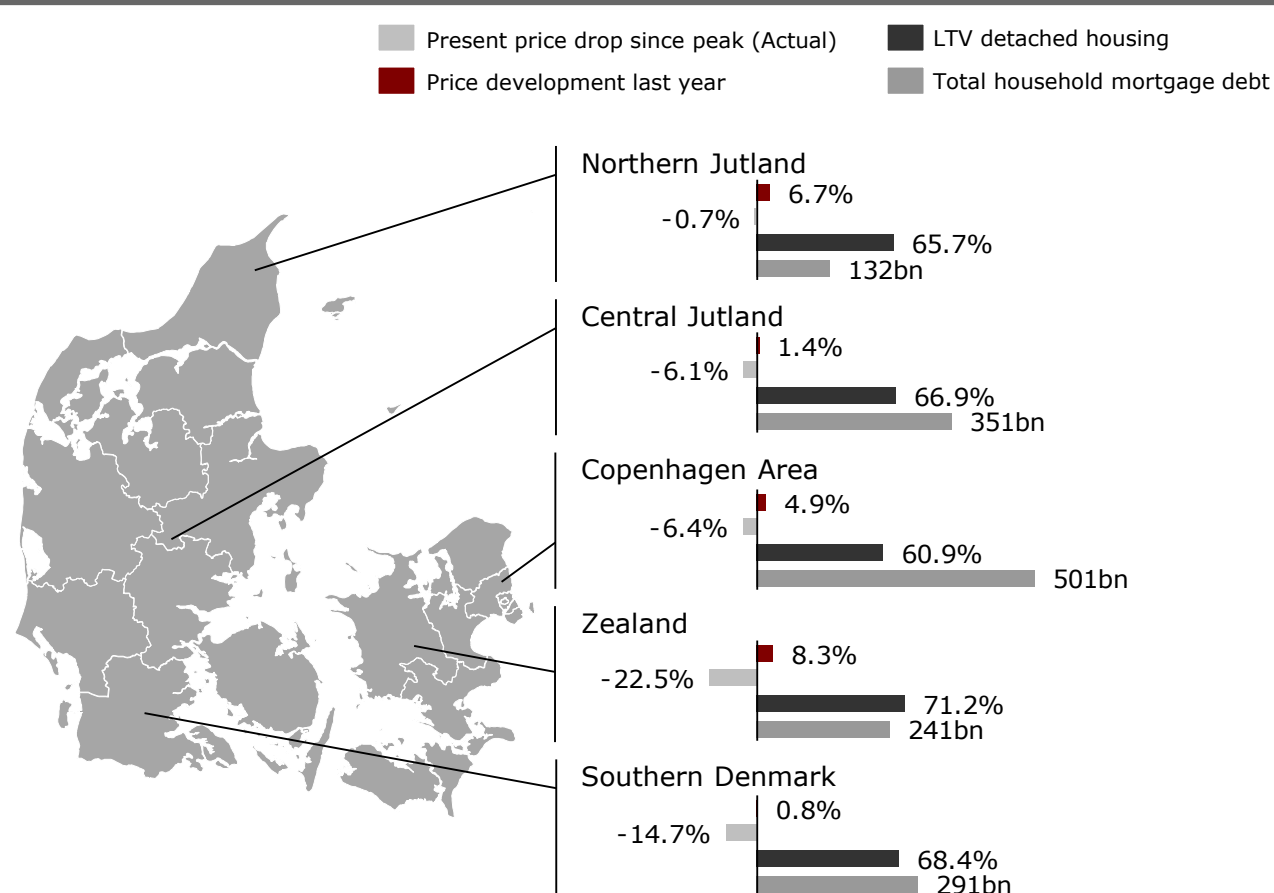 Present price drop since peak (Actual)
LTV detached housing
Price development last year
Total household mortgage debt
Northern Jutland
6.7%
-0.7%
65.7%
132bn
Central Jutland
1.4%
-6.1%
66.9%
351bn
Copenhagen Area
4.9%
-6.4%
60.9%
501bn
Zealand
8.3%
-22.5%
71.2%
241bn
Southern Denmark
0.8%
-14.7%
68.4%
291bn